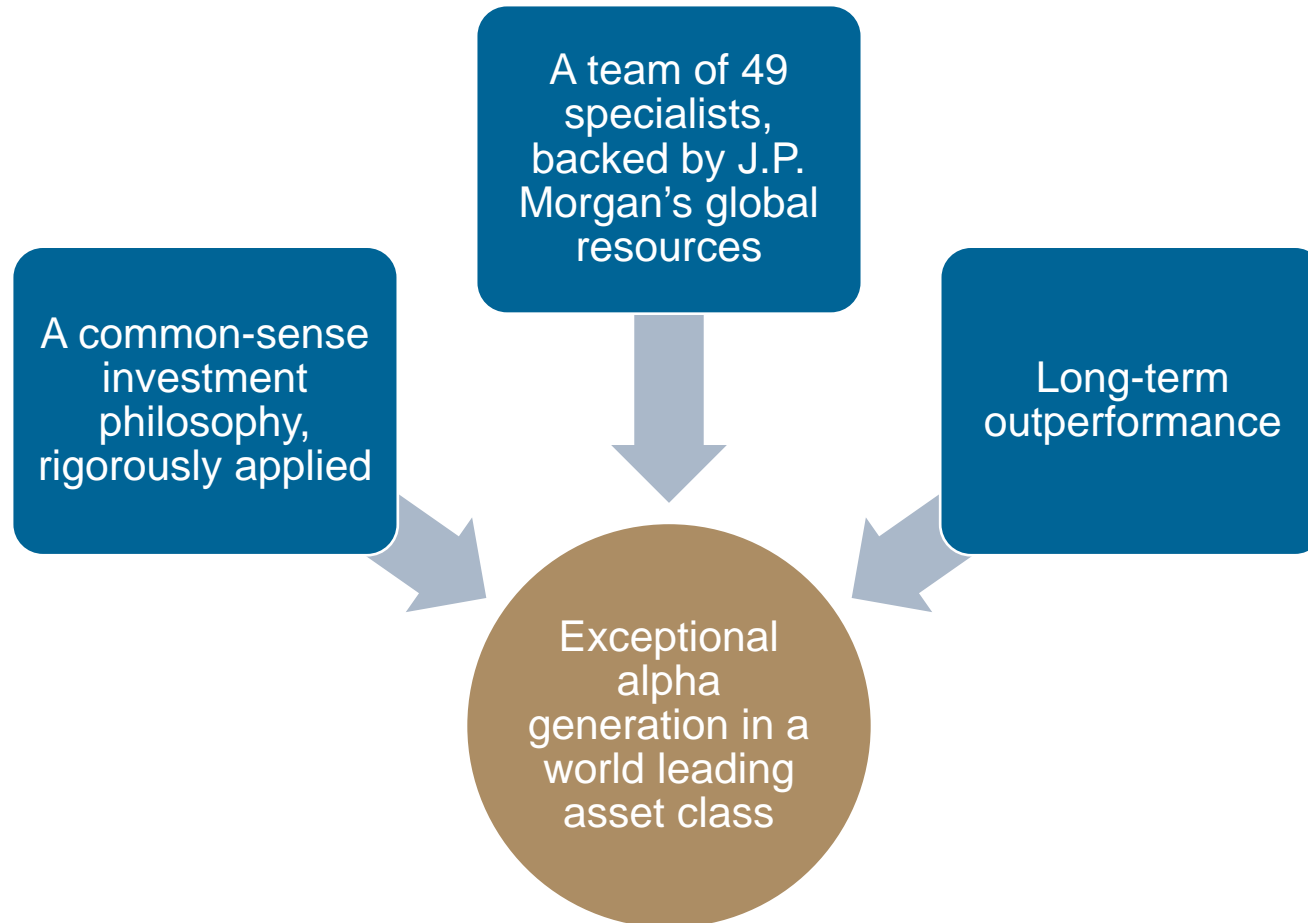 A team of 49
specialists,
backed by J.P.
Morgan’s global
resources
A common-sense
investment
philosophy,
rigorously applied
Long-term
outperformance
Exceptional
alpha
generation in a
world leading
asset class